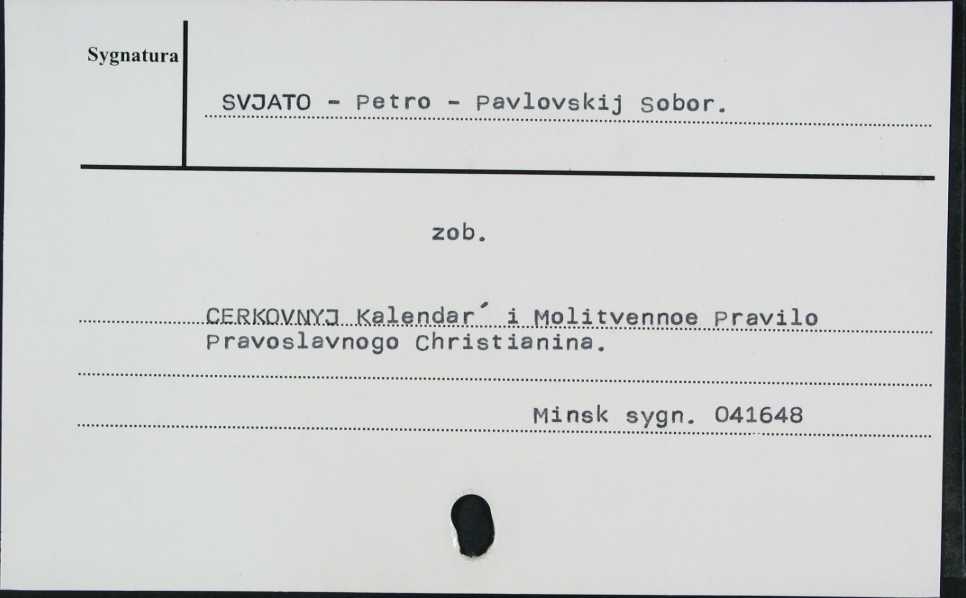 Sygnatura
SVJATO - Petro - Pavlovskij Sobor.
zob.
CERKOVNYJ Kalendar´ i Molitvennoe Pravilo
Pravoslavnogo Christianina.
Minsk sygn. 041648